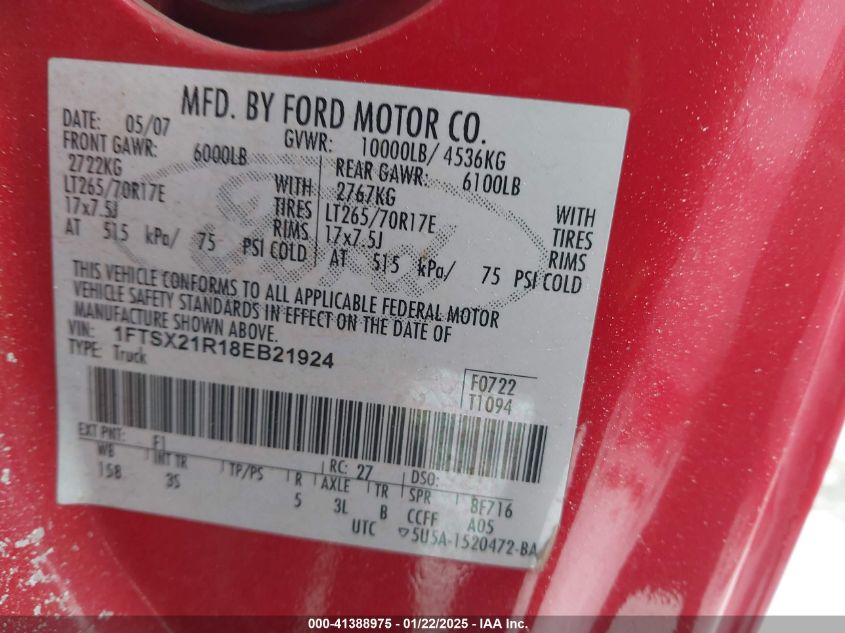 MFD. BY FORD MOTOR CO.
DATE: 05/07 GVWR: 10000LB/ 4536KG
FRONT GAWR: 6000LB REAR GAWR: 6100LB
2722KG 2767KG
LT265/70R17E WITH TIRES LT265/70R17E WITH TIRES
17x7.5J RIMS 17x7.5J RIMS
AT 515 kPa/ 75 PSI COLD AT 515 kPa/ 75 PSI COLD
THIS VEHICLE CONFORMS TO ALL APPLICABLE FEDERAL MOTOR
VEHICLE SAFETY STANDARDS IN EFFECT ON THE DATE OF
MANUFACTURE SHOWN ABOVE.
VIN: 1FTSX21R18EB21924
TYPE: Truck
F0722
T1094
EXT PNT: F1 RC: 27 DSO:
WB INT TR TP/PS R AXLE TR SPR 8F716
158 3S 5 3L B CCFF A05
UTC 5U5A-1520472-BA
Ford
000-41388975 - 01/22/2025 - IAA Inc.